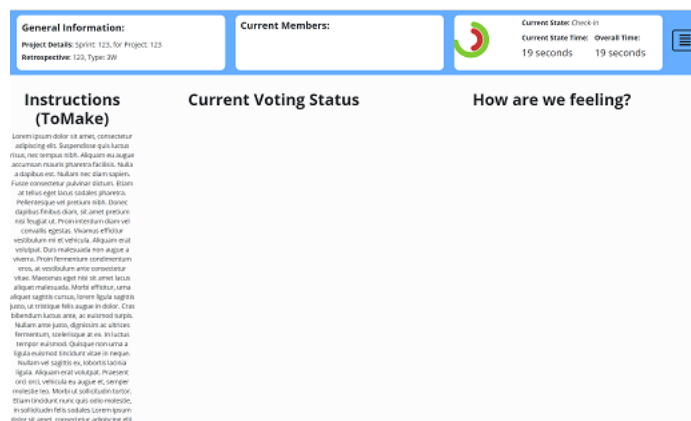 General Information:
Project Details: Sprint: 123, for Project: 123
Retrospective: 123, Type: 3W
Current Members:
Current State: Check-in
Current State Time: Overall Time:
19 seconds 19 seconds
Instructions
(ToMake)
Lorem ipsum dolor sit amet, consectetur
adipiscing elit. Suspendisse quis luctus
risus, nec tempus nibh. Aliquam eu augue
accumsan mauris pharetra facilisis. Nulla
a dapibus est. Nullam nec diam sapien.
Fusce consectetur pulvinar dictum. Etiam
at tellus eget lacus sodales pharetra.
Pellentesque vel pretium nibh. Donec
dapibus finibus diam, sit amet pretium
nisi feugiat ut. Proin interdum diam vel
convallis egestas. Vivamus efficitur
vestibulum mi et vehicula. Aliquam erat
volutpat. Duis malesuada non augue a
viverra. Proin fermentum condimentum
eros, at vestibulum ante consectetur
vitae. Maecenas eget nisi sit amet lacus
aliquet malesuada. Morbi efficitur, urna
aliquet sagittis cursus, lorem ligula sagittis
justo, ut tristique felis augue in dolor. Cras
bibendum luctus ante, ac euismod turpis.
Nullam ante justo, dignissim ac ultrices
fermentum, scelerisque at ex. In luctus
tempor euismod. Quisque non urna a
ligula euismod tincidunt vitae in neque.
Nullam vel sagittis ex, lobortis lacinia
ligula. Aliquam erat volutpat. Praesent
orci orci, vehicula eu augue et, semper
molestie leo. Morbi ut sollicitudin tortor.
Etiam tincidunt nunc quis odio molestie,
in sollicitudin felis sodales Lorem ipsum
dolor sit amet, consectetur adipiscing elit.
Current Voting Status
How are we feeling?